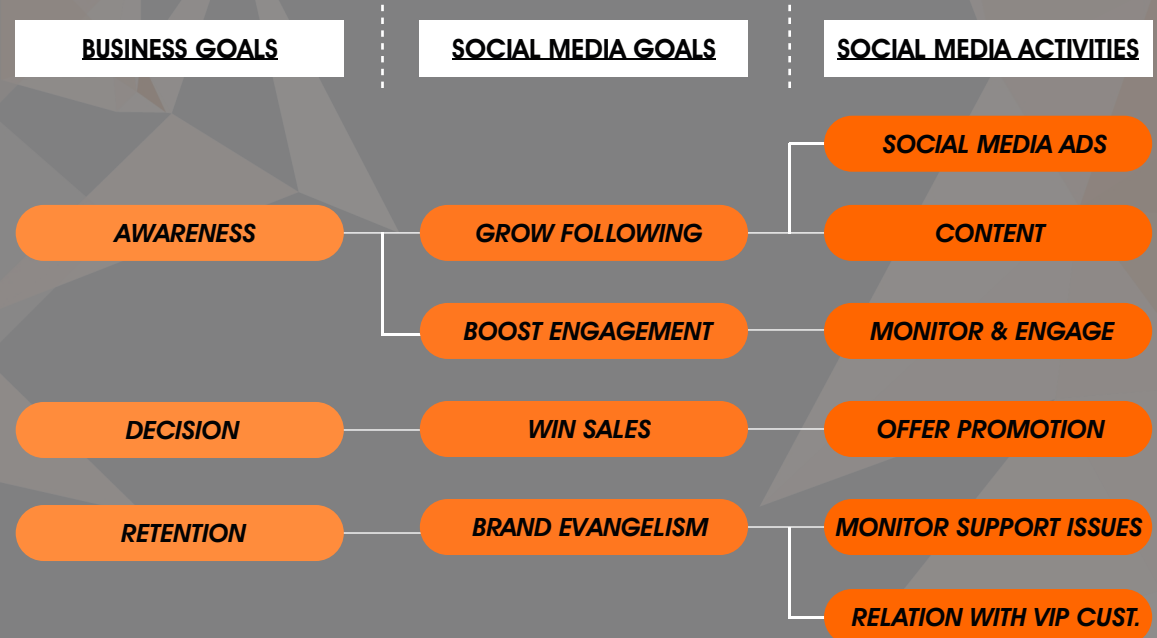 BUSINESS GOALS
SOCIAL MEDIA GOALS
SOCIAL MEDIA ACTIVITIES
SOCIAL MEDIA ADS
AWARENESS
GROW FOLLOWING
CONTENT
BOOST ENGAGEMENT
MONITOR & ENGAGE
DECISION
WIN SALES
OFFER PROMOTION
RETENTION
BRAND EVANGELISM
MONITOR SUPPORT ISSUES
RELATION WITH VIP CUST.